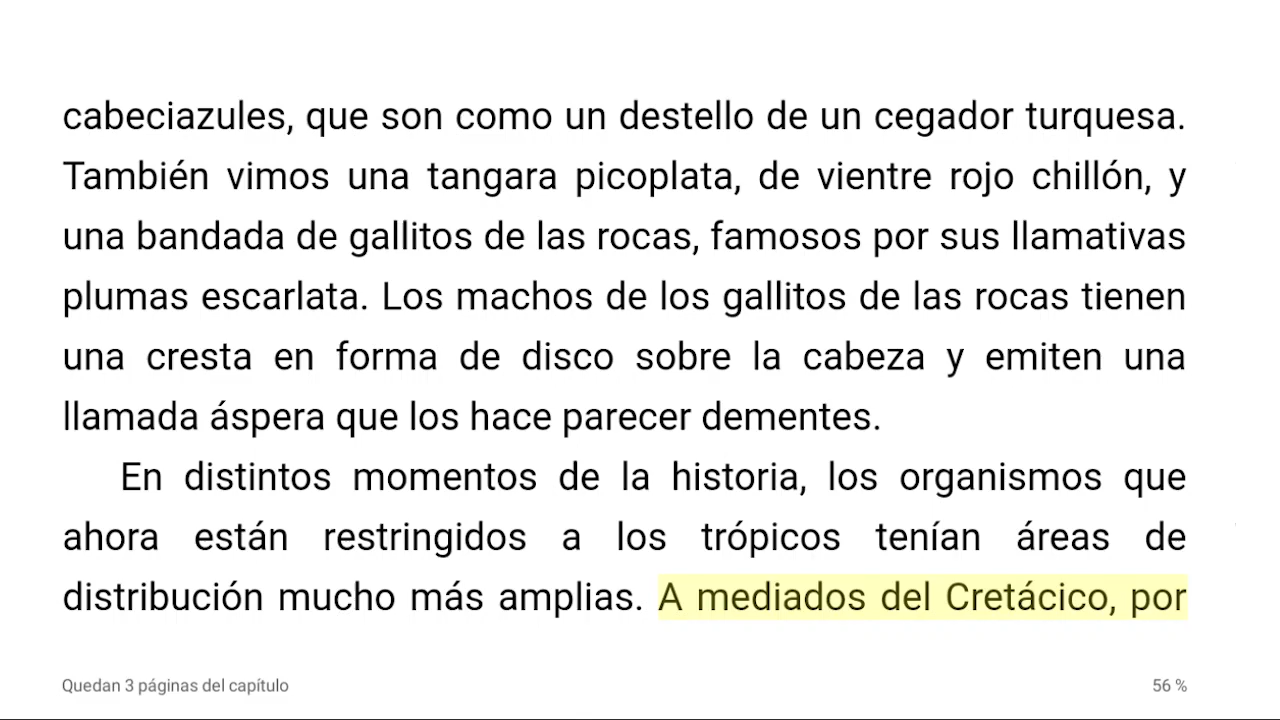 cabeciazules, que son como un destello de un cegador turquesa.
También vimos una tangara picoplata, de vientre rojo chillón, y
una bandada de gallitos de las rocas, famosos por sus llamativas
plumas escarlata. Los machos de los gallitos de las rocas tienen
una cresta en forma de disco sobre la cabeza y emiten una
llamada áspera que los hace parecer dementes.
En distintos momentos de la historia, los organismos que
ahora están restringidos a los trópicos tenían áreas de
distribución mucho más amplias. A mediados del Cretácico, por
Quedan 3 páginas del capítulo
56 %